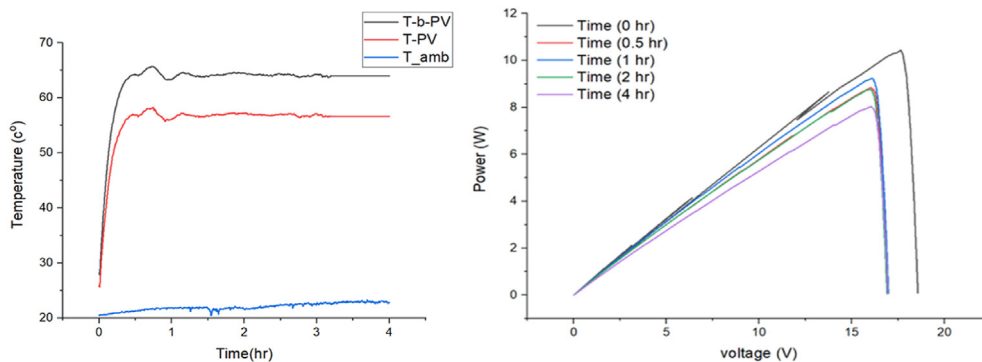 T-b-PV
T-PV
T_amb
70
60
50
40
30
20
Temperature (c°)
0
1
2
3
4
Time(hr)
12
10
8
6
4
2
0
Power (W)
Time (0 hr)
Time (0.5 hr)
Time (1 hr)
Time (2 hr)
Time (4 hr)
0
5
10
15
20
voltage (V)